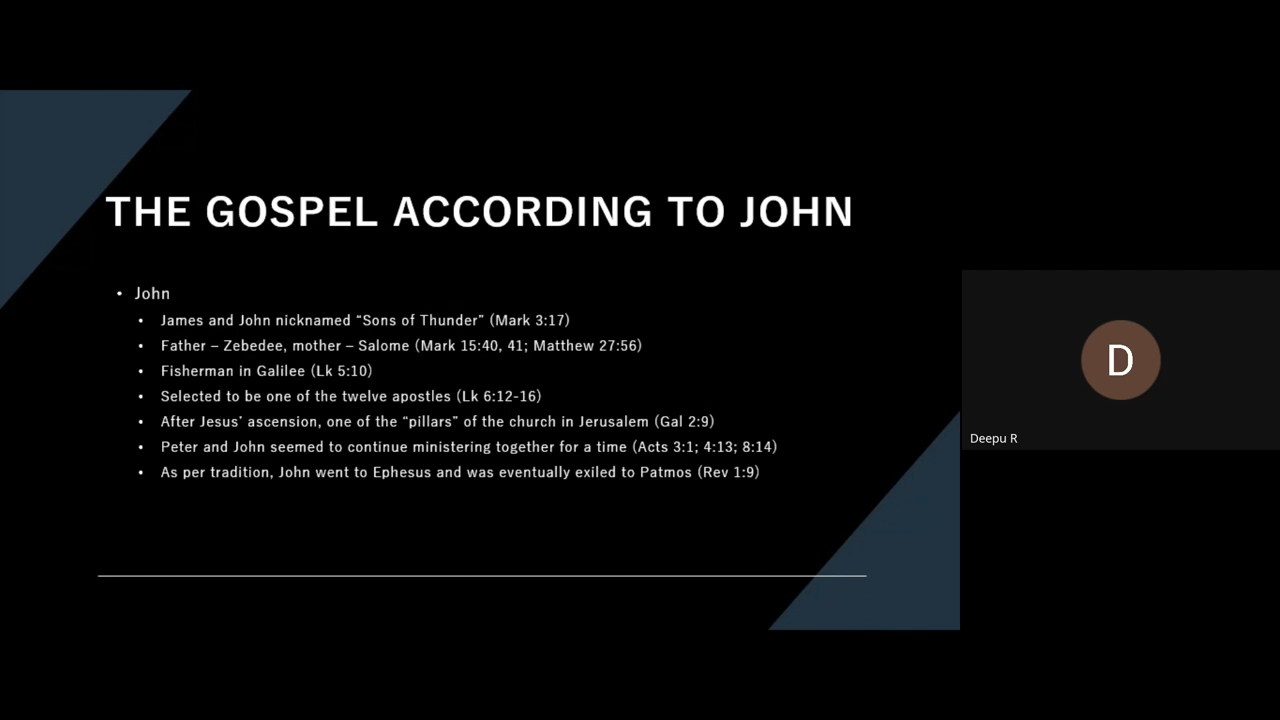 THE GOSPEL ACCORDING TO JOHN
• John
• James and John nicknamed “Sons of Thunder” (Mark 3:17)
• Father – Zebedee, mother – Salome (Mark 15:40, 41; Matthew 27:56)
• Fisherman in Galilee (Lk 5:10)
• Selected to be one of the twelve apostles (Lk 6:12-16)
• After Jesus’ ascension, one of the “pillars” of the church in Jerusalem (Gal 2:9)
• Peter and John seemed to continue ministering together for a time (Acts 3:1; 4:13; 8:14)
• As per tradition, John went to Ephesus and was eventually exiled to Patmos (Rev 1:9)
D
Deepu R